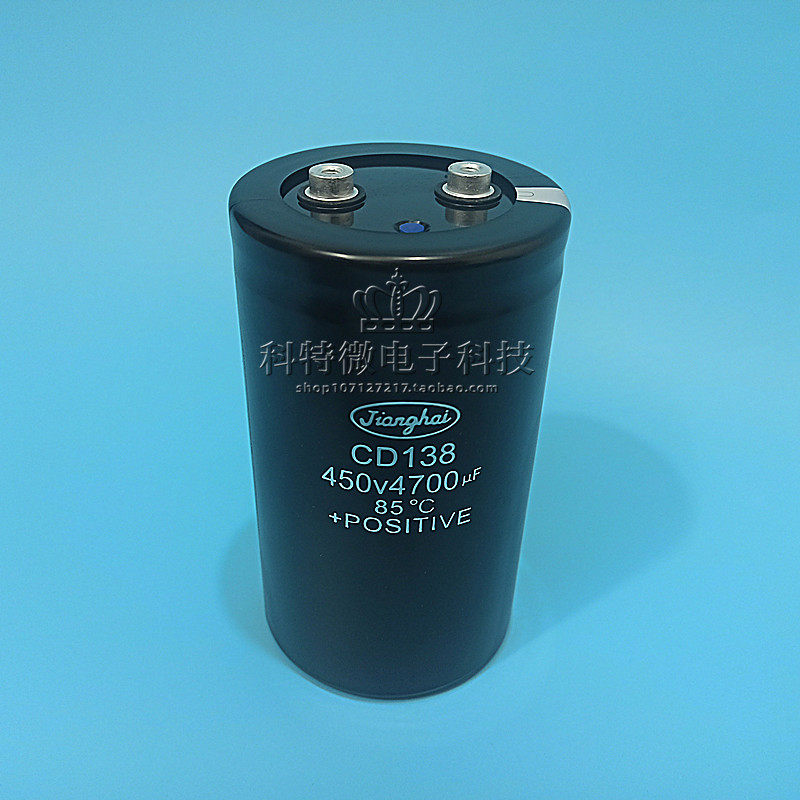 科特微电子科技
shop107127217.taobao.com
Jianghai
CD138
450v4700µF
85℃
+POSITIVE